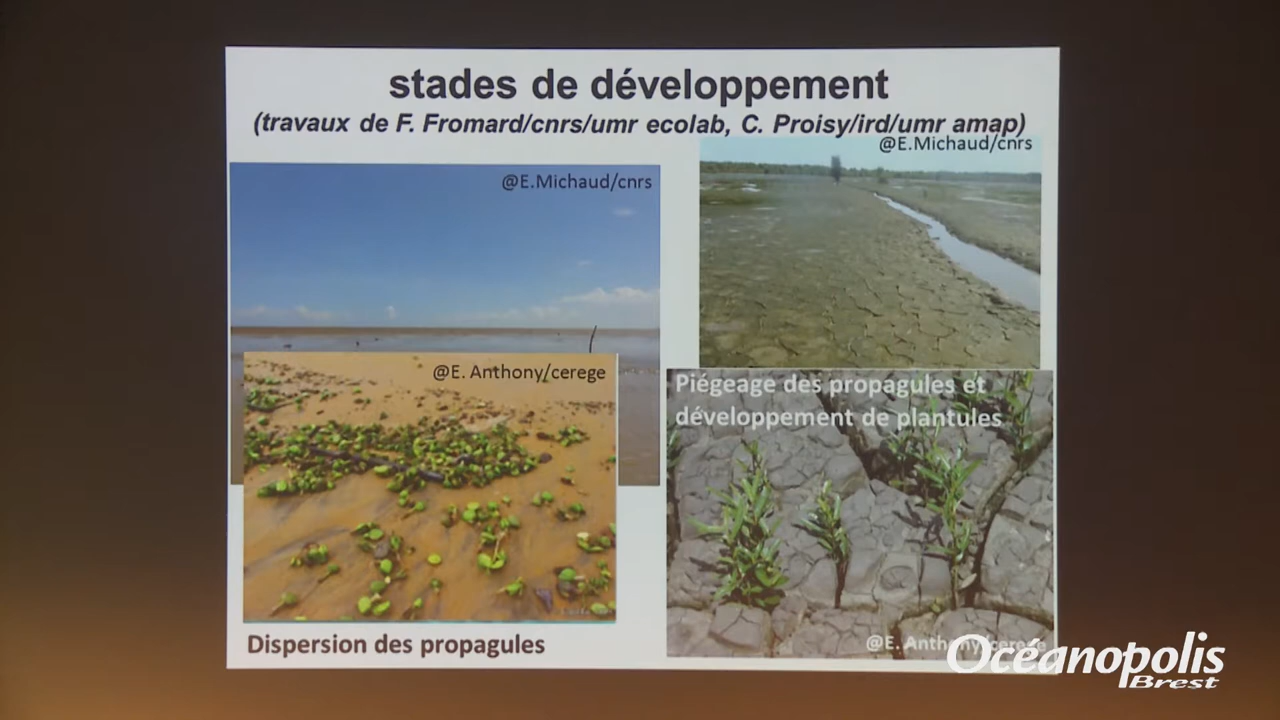 stades de développement
(travaux de F. Fromard/cnrs/umr ecolab, C. Proisy/ird/umr amap)
@E.Michaud/cnrs
@E.Michaud/cnrs
@E. Anthony/cerege
Piégeage des propagules et
développement de plantules
Dispersion des propagules
@E. Anthony/cerege
Océanopolis
Brest